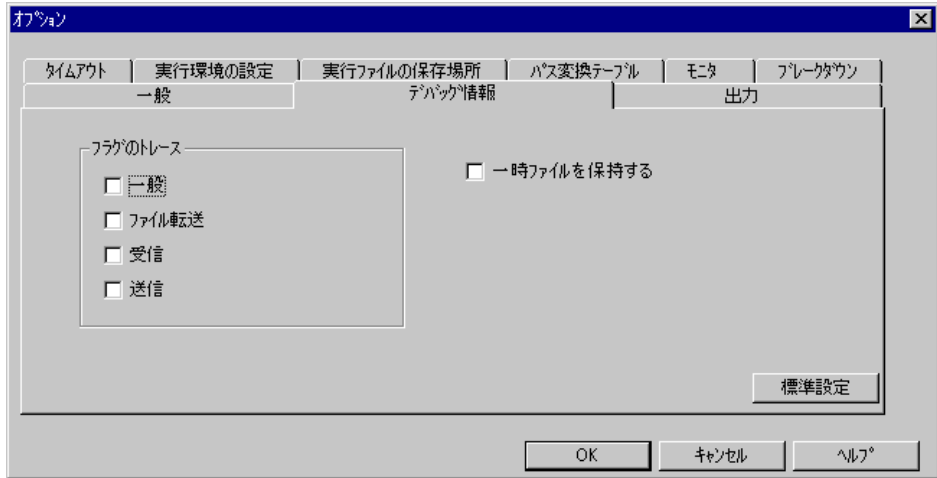 ｵﾌﾟｼｮﾝ
ﾀｲﾑｱｳﾄ 実行環境の設定 実行ﾌｧｲﾙの保存場所 ﾊﾟｽ変換ﾃｰﾌﾞﾙ ﾓﾆﾀ ﾌﾞﾚｰｸﾀﾞｳﾝ
一般 ﾃﾞﾊﾞｯｸﾞ情報 出力
ﾌﾗｸﾞのﾄﾚｰｽ
一般
ﾌｧｲﾙ転送
受信
送信
一時ﾌｧｲﾙを保持する
標準設定
OK ｷｬﾝｾﾙ ﾍﾙﾌﾟ